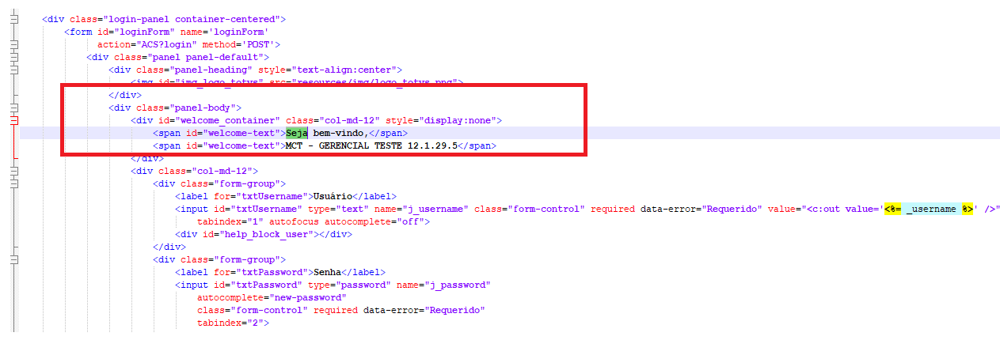 <div class="login-panel container-centered">
<form id="loginForm" name='loginForm'
action="ACS?login" method='POST'>
<div class="panel panel-default">
<div class="panel-heading" style="text-align:center">
<img id="img_logo_totvs" src="resources/img/logo_totvs.png">
</div>
<div class="panel-body">
<div id="welcome_container" class="col-md-12" style="display:none">
<span id="welcome-text">Seja bem-vindo,</span>
<span id="welcome-text">MCT - GERENCIAL TESTE 12.1.29.5</span>
</div>
<div class="col-md-12">
<div class="form-group">
<label for="txtUsername">Usuário</label>
<input id="txtUsername" type="text" name="j_username" class="form-control" required data-error="Requerido" value="<c:out value='<%= _username %>' />"
tabindex="1" autofocus autocomplete="off">
<div id="help_block_user"></div>
</div>
<div class="form-group">
<label for="txtPassword">Senha</label>
<input id="txtPassword" type="password" name="j_password"
autocomplete="new-password"
class="form-control" required data-error="Requerido"
tabindex="2">